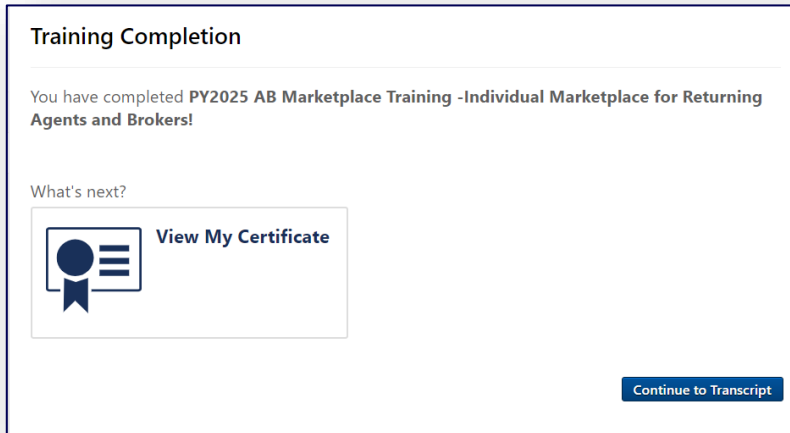 Training Completion
You have completed PY2025 AB Marketplace Training -Individual Marketplace for Returning
Agents and Brokers!
What's next?
View My Certificate
Continue to Transcript